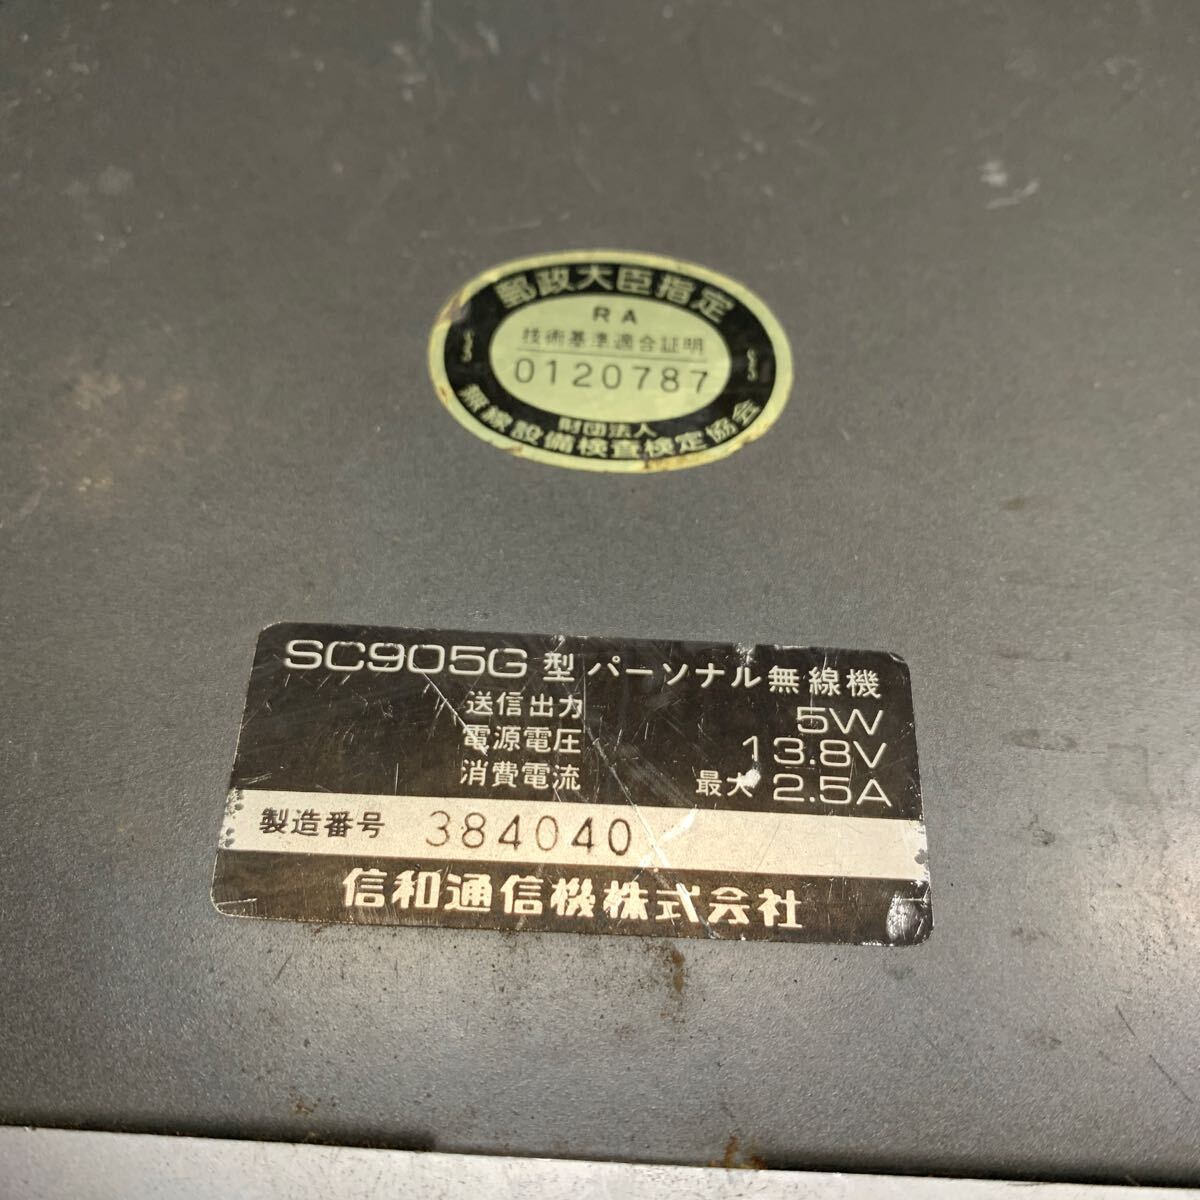 郵政大臣指定
RA
技術基準適合証明
0120787
財団法人
無線設備検査検定協会
SC905G 型 パーソナル無線機
送信出力 5W
電源電圧 13.8V
消費電流 最大 2.5A
製造番号 384040
信和通信機株式会社